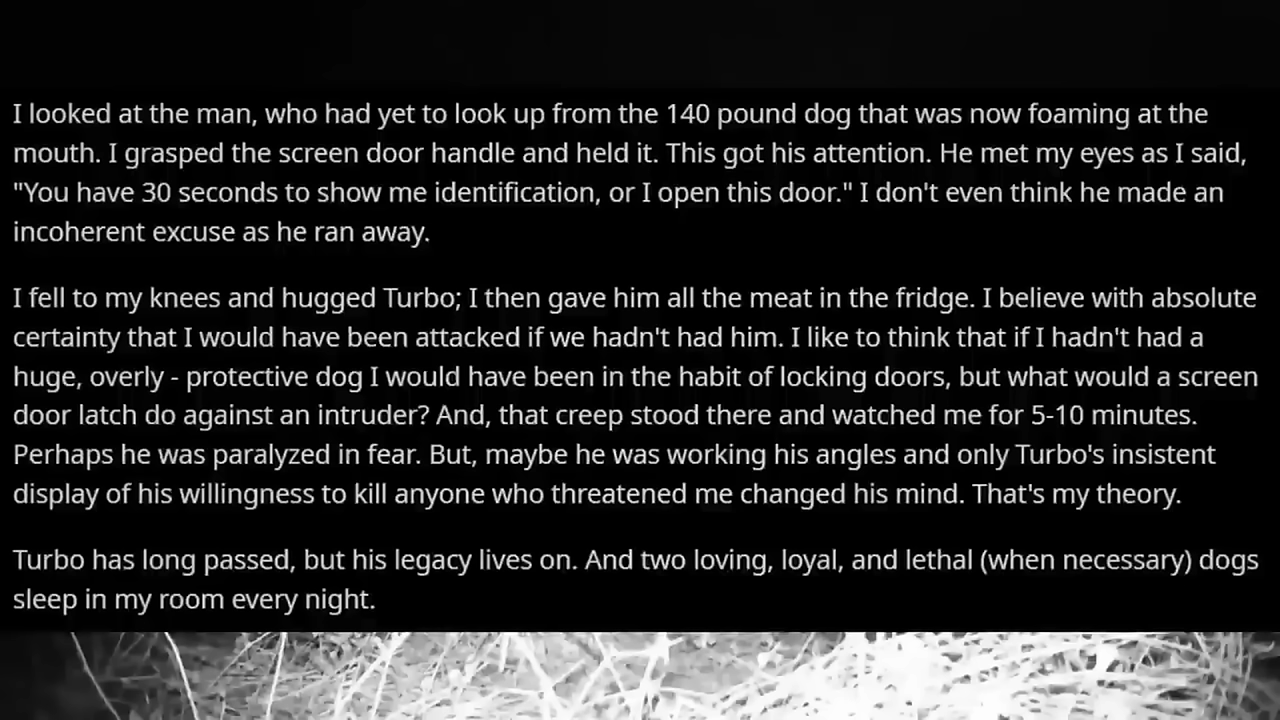 I looked at the man, who had yet to look up from the 140 pound dog that was now foaming at the
mouth. I grasped the screen door handle and held it. This got his attention. He met my eyes as I said,
"You have 30 seconds to show me identification, or I open this door." I don't even think he made an
incoherent excuse as he ran away.
I fell to my knees and hugged Turbo; I then gave him all the meat in the fridge. I believe with absolute
certainty that I would have been attacked if we hadn't had him. I like to think that if I hadn't had a
huge, overly - protective dog I would have been in the habit of locking doors, but what would a screen
door latch do against an intruder? And, that creep stood there and watched me for 5-10 minutes.
Perhaps he was paralyzed in fear. But, maybe he was working his angles and only Turbo's insistent
display of his willingness to kill anyone who threatened me changed his mind. That's my theory.
Turbo has long passed, but his legacy lives on. And two loving, loyal, and lethal (when necessary) dogs
sleep in my room every night.